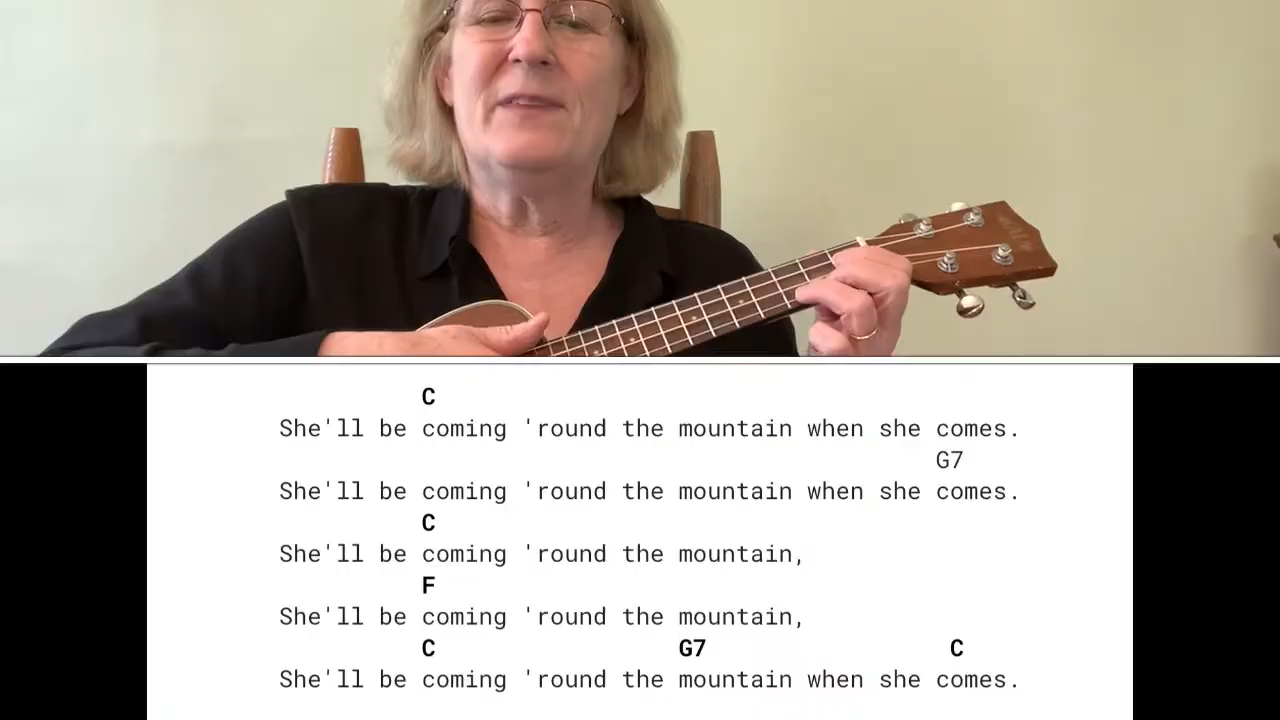 C
She'll be coming 'round the mountain when she comes.
G7
She'll be coming 'round the mountain when she comes.
C
She'll be coming 'round the mountain,
F
She'll be coming 'round the mountain,
C G7 C
She'll be coming 'round the mountain when she comes.